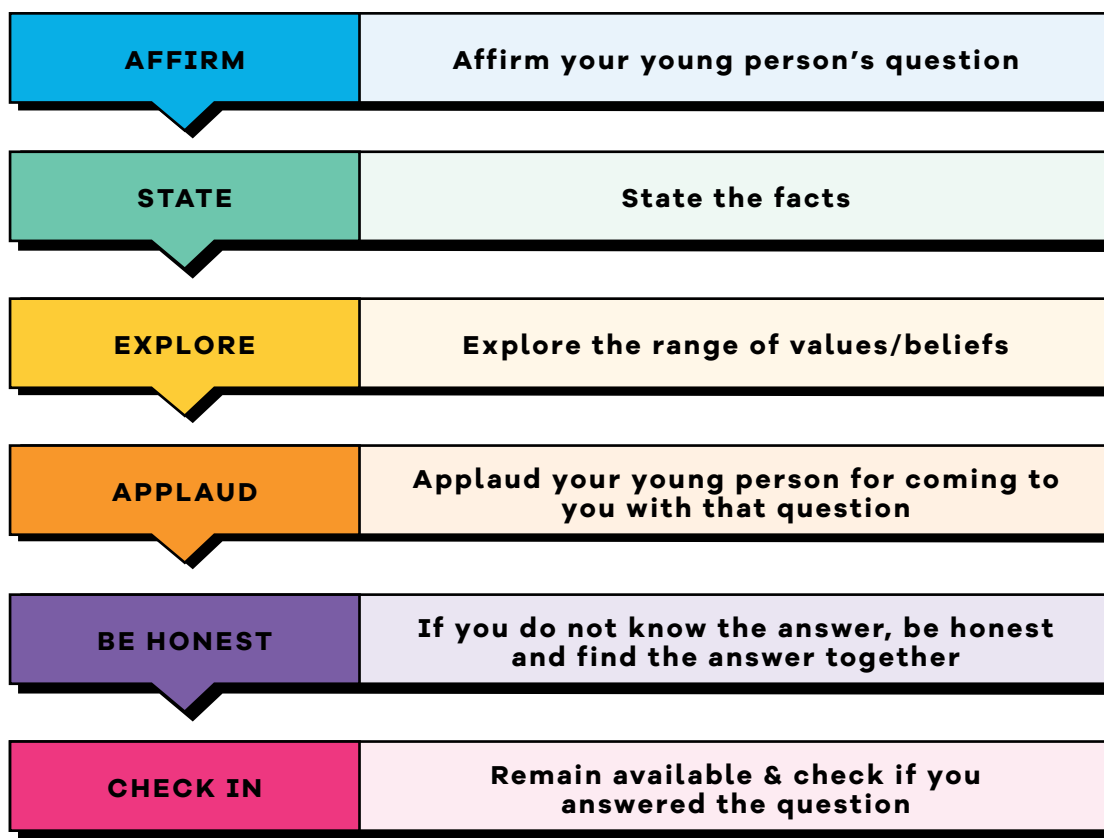 AFFIRM
Affirm your young person’s question
STATE
State the facts
EXPLORE
Explore the range of values/beliefs
APPLAUD
Applaud your young person for coming to
you with that question
BE HONEST
If you do not know the answer, be honest
and find the answer together
CHECK IN
Remain available & check if you
answered the question